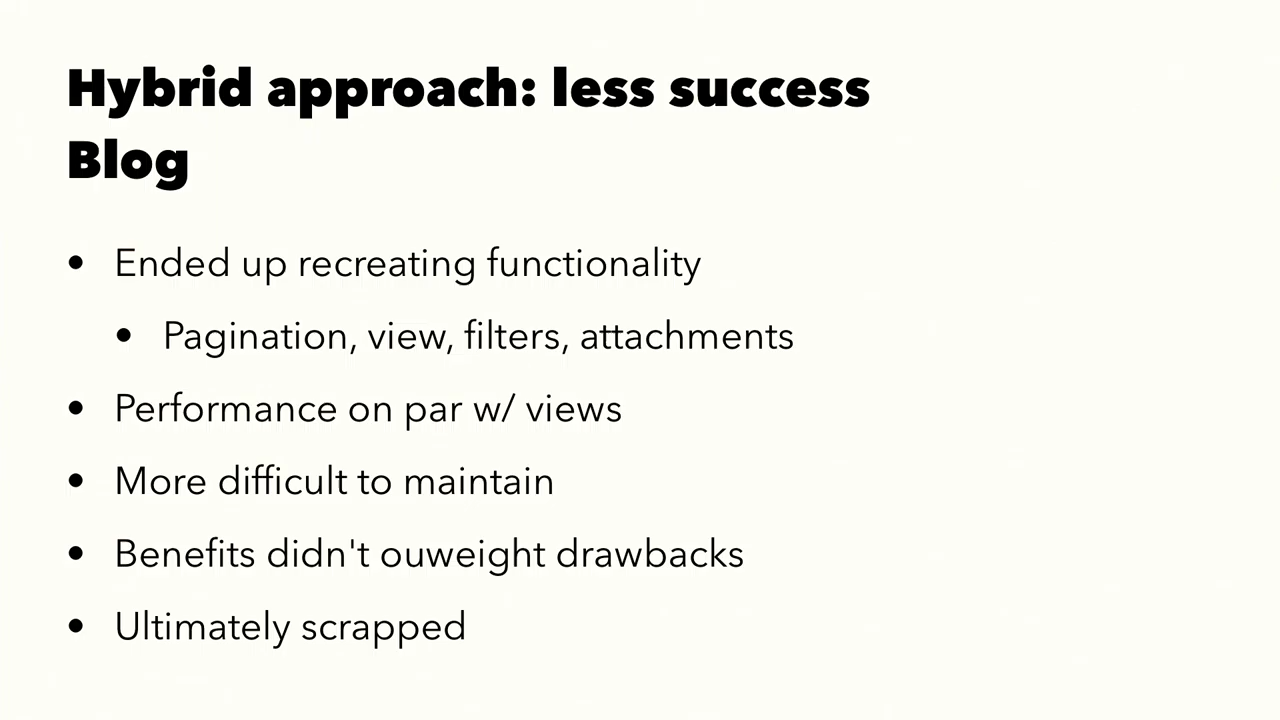 Hybrid approach: less success
Blog
• Ended up recreating functionality
• Pagination, view, filters, attachments
• Performance on par w/ views
• More difficult to maintain
• Benefits didn't ouweight drawbacks
• Ultimately scrapped